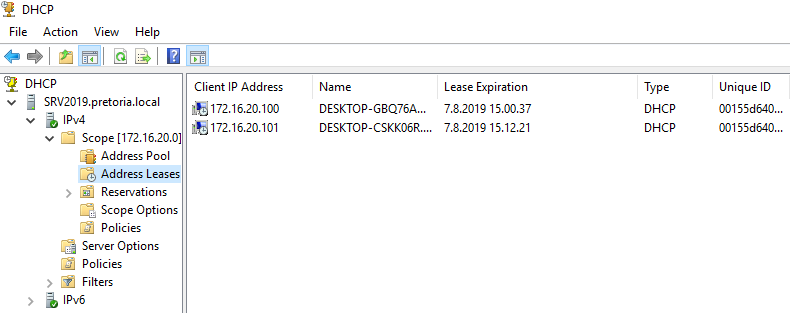 DHCP
File Action View Help
DHCP
SRV2019.pretoria.local
IPv4
Scope [172.16.20.0]
Address Pool
Address Leases
Reservations
Scope Options
Policies
Server Options
Policies
Filters
IPv6
Client IP Address Name Lease Expiration Type Unique ID
172.16.20.100 DESKTOP-GBQ76A... 7.8.2019 15.00.37 DHCP 00155d640...
172.16.20.101 DESKTOP-CSKK06R.... 7.8.2019 15.12.21 DHCP 00155d640...